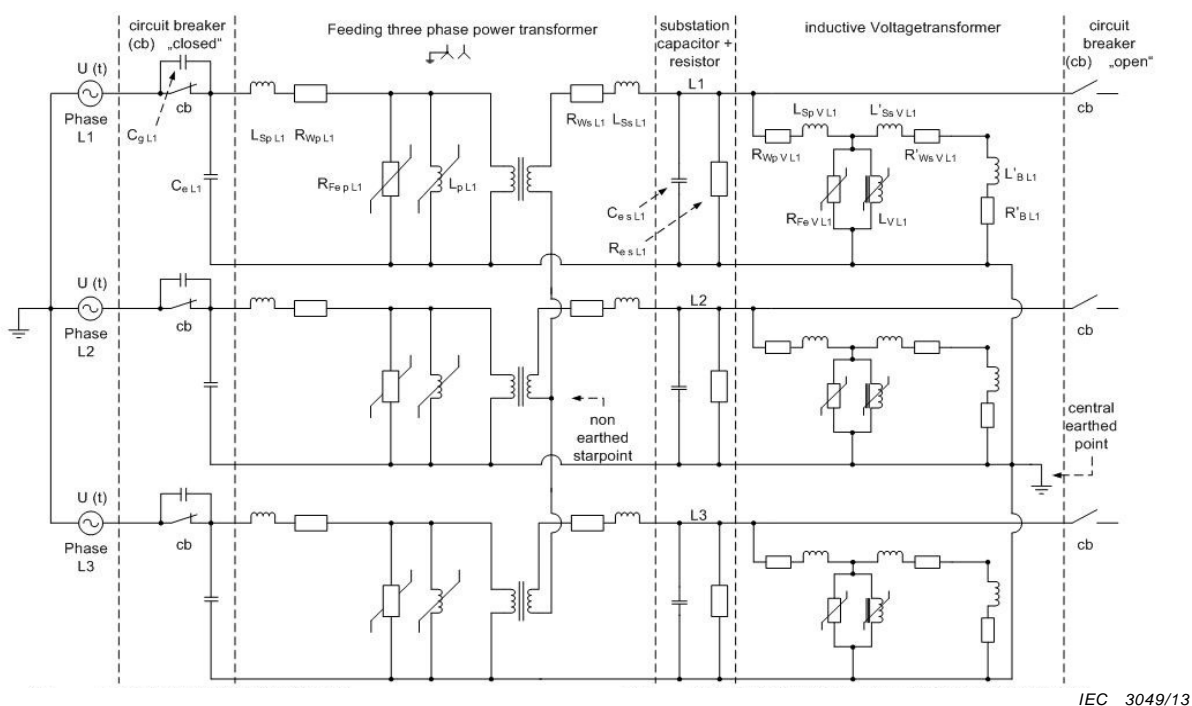 circuit breaker
(cb) „closed"
Feeding three phase power transformer
substation
capacitor +
resistor
inductive Voltagetransformer
circuit
breaker
(cb) „open"
U (t)
Phase
L1
cb
C g L1
C e L1
L Sp L1
R Wp L1
R Fe p L1
L p L1
R Ws L1
L Ss L1
L1
C e s L1
R e s L1
R Wp V L1
L Sp V L1
L' Ss V L1
R' Ws V L1
R Fe V L1
L V L1
L' B L1
R' B L1
cb
U (t)
Phase
L2
cb
L2
cb
non
earthed
starpoint
central
earthed
point
U (t)
Phase
L3
cb
L3
cb
IEC 3049/13